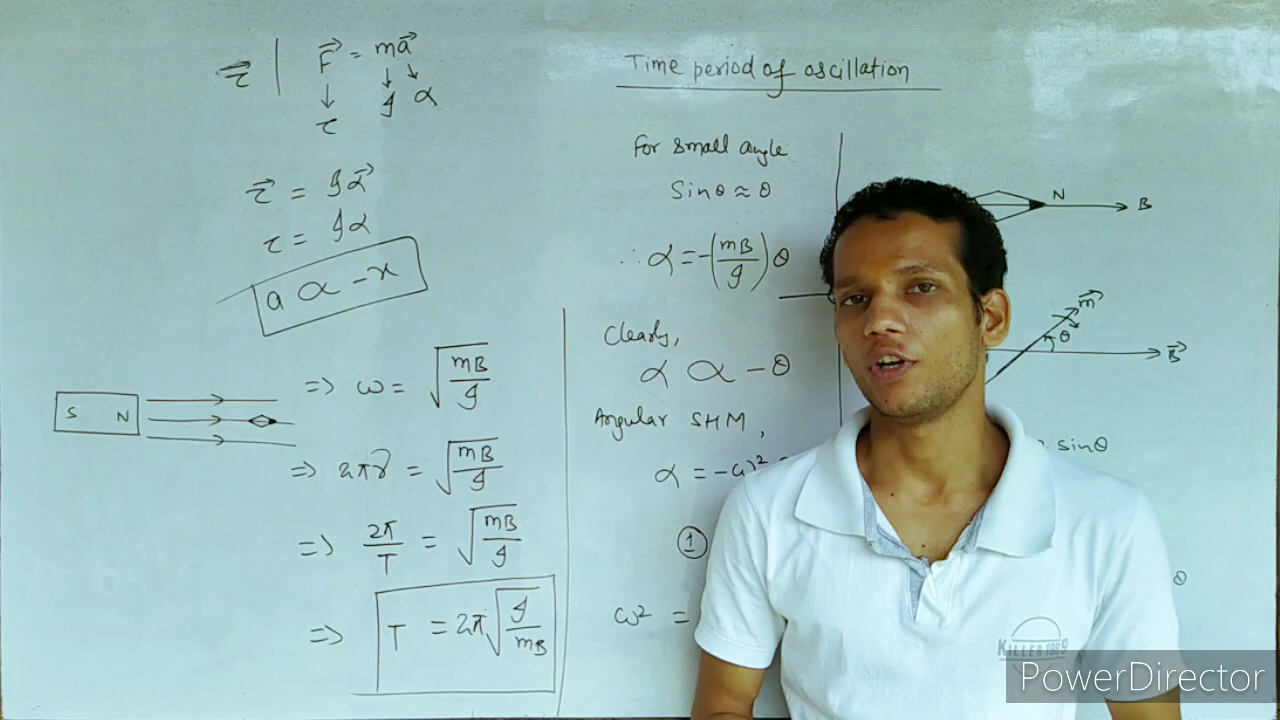 Time period of oscillation
τ⃗ | F⃗ = ma⃗
↓ ↓ ↘
τ I α
τ⃗ = Iα⃗
τ = Iα
a α -x
S N
=> ω = √(mB/I)
=> 2πν = √(mB/I)
=> 2π/T = √(mB/I)
=> T = 2π√(I/mB)
For small angle
Sinθ ≈ θ
∴ α = -(mB/I)θ
Clearly,
α α - θ
Angular SHM,
α = -ω²
①
ω² =
N B
m⃗
θ
B⃗
sinθ
θ
KILLER 1989
PowerDirector